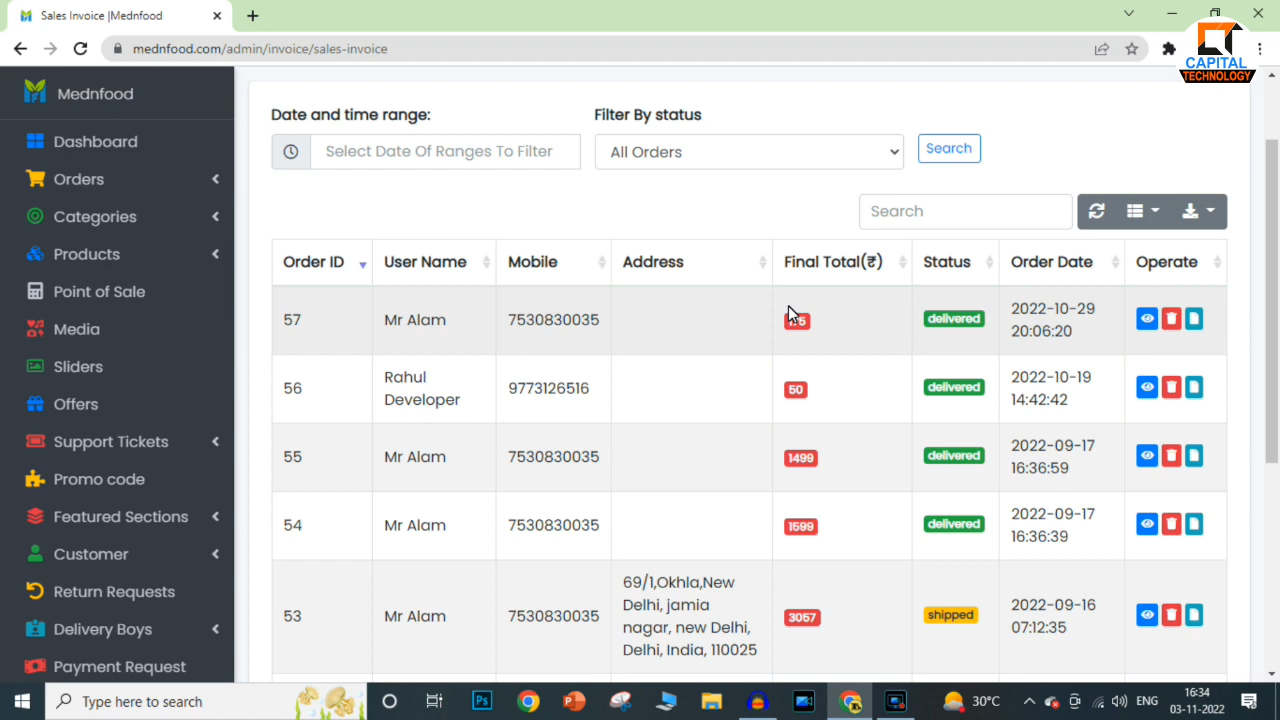 Sales Invoice |Mednfood
mednfood.com/admin/invoice/sales-invoice
CAPITAL
TECHNOLOGY
Mednfood
Dashboard
Orders
Categories
Products
Point of Sale
Media
Sliders
Offers
Support Tickets
Promo code
Featured Sections
Customer
Return Requests
Delivery Boys
Payment Request
Date and time range:
Filter By status
Select Date Of Ranges To Filter
All Orders
Search
Search
Order ID User Name Mobile Address Final Total(₹) Status Order Date Operate
57 Mr Alam 7530830035 delivered 2022-10-29
20:06:20
56 Rahul
Developer 9773126516 50 delivered 2022-10-19
14:42:42
55 Mr Alam 7530830035 1499 delivered 2022-09-17
16:36:59
54 Mr Alam 7530830035 1599 delivered 2022-09-17
16:36:39
53 Mr Alam 7530830035 69/1,Okhla,New
Delhi, jamia
nagar, new Delhi,
Delhi, India, 110025 3057 shipped 2022-09-16
07:12:35
Type here to search
Ps
30°C
ENG
16:34
03-11-2022